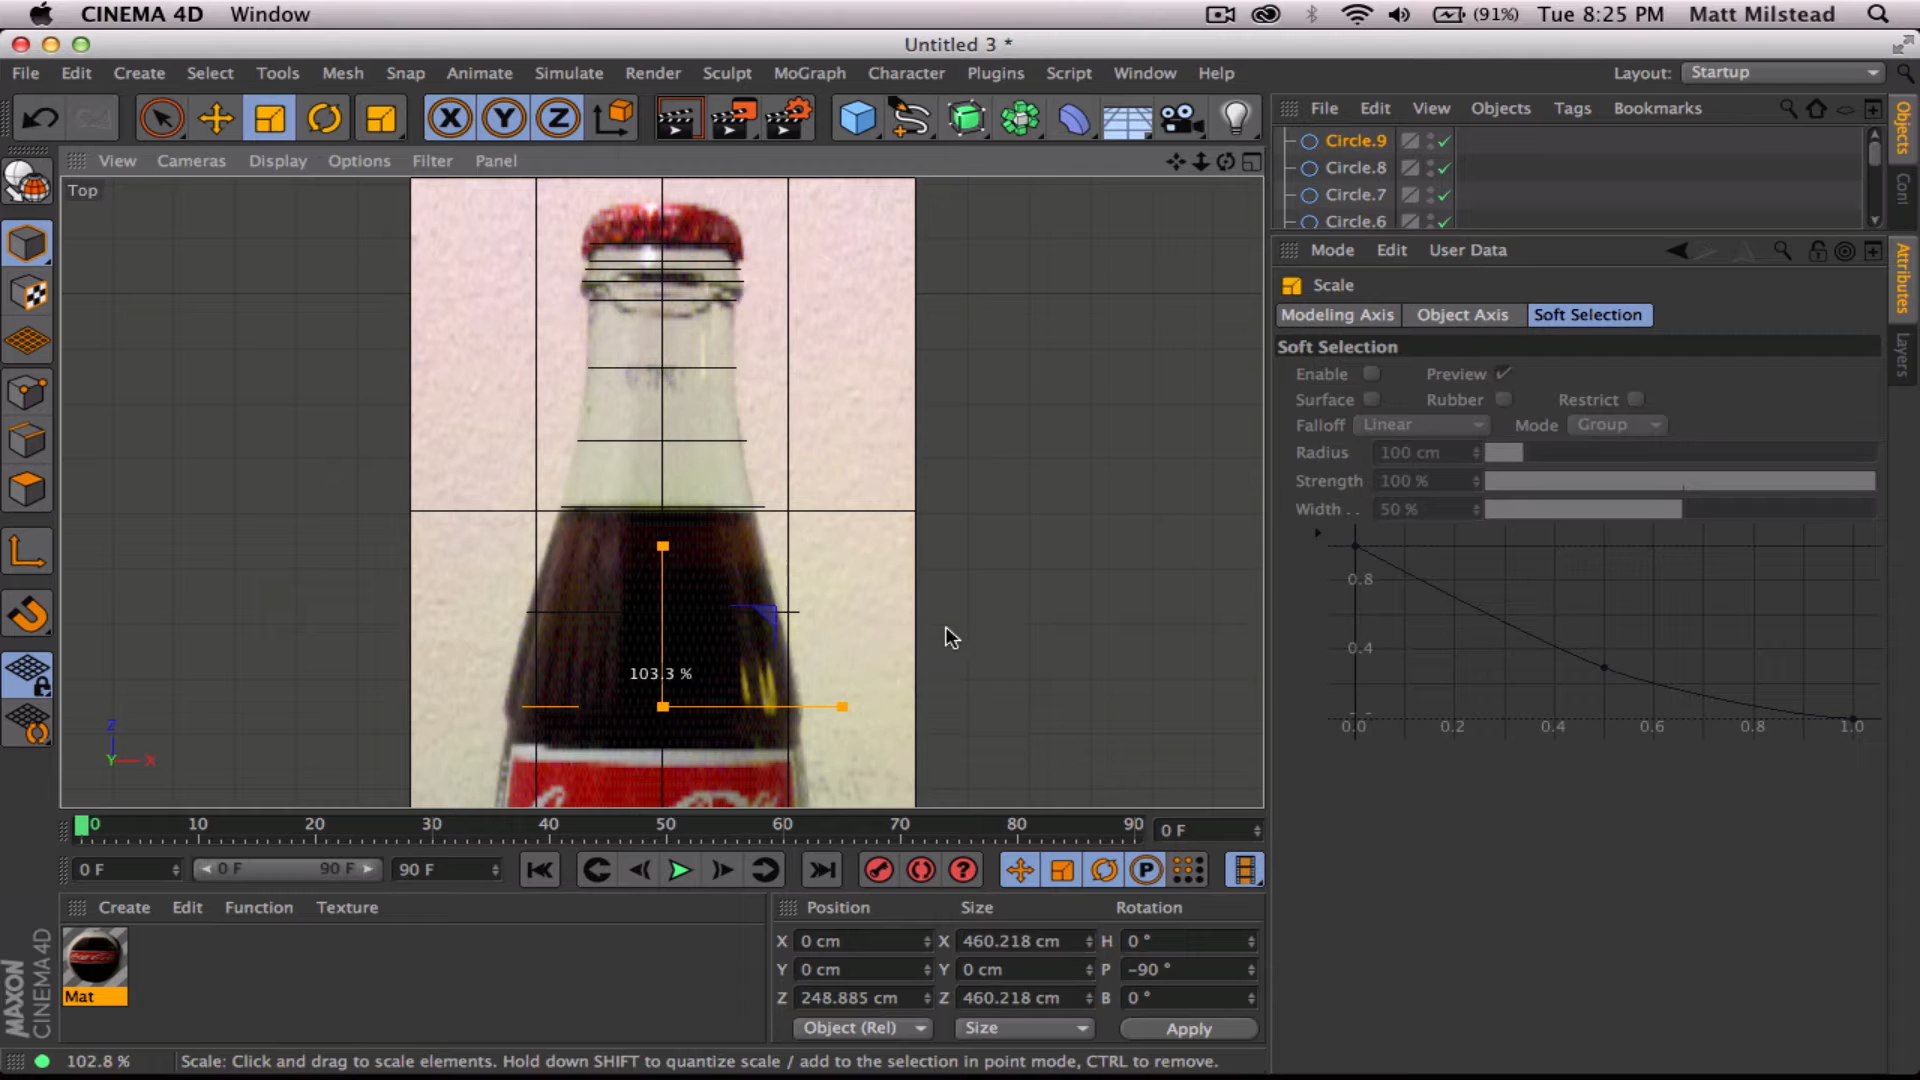 CINEMA 4D Window (91%) Tue 8:25 PM Matt Milstead
Untitled 3 *
File Edit Create Select Tools Mesh Snap Animate Simulate Render Sculpt MoGraph Character Plugins Script Window Help Layout: Startup
X Y Z
File Edit View Objects Tags Bookmarks
View Cameras Display Options Filter Panel
Top
Circle.9
Circle.8
Circle.7
Circle.6
Objects
Mode Edit User Data
Scale
Modeling Axis Object Axis Soft Selection
Soft Selection
Enable Preview
Surface Rubber Restrict
Falloff Linear Mode Group
Radius 100 cm
Strength 100 %
Width . . 50 %
Attributes
Layers
0.8
0.4
0.0 0.2 0.4 0.6 0.8 1.0
103.3 %
Z
Y X
0 10 20 30 40 50 60 70 80 90 0 F
0 F 0 F 90 F 90 F P
Create Edit Function Texture
Mat
Position Size Rotation
X 0 cm X 460.218 cm H 0 °
Y 0 cm Y 0 cm P -90 °
Z 248.885 cm Z 460.218 cm B 0 °
Object (Rel) Size Apply
MAXON
CINEMA 4D
102.8 % Scale: Click and drag to scale elements. Hold down SHIFT to quantize scale / add to the selection in point mode, CTRL to remove.